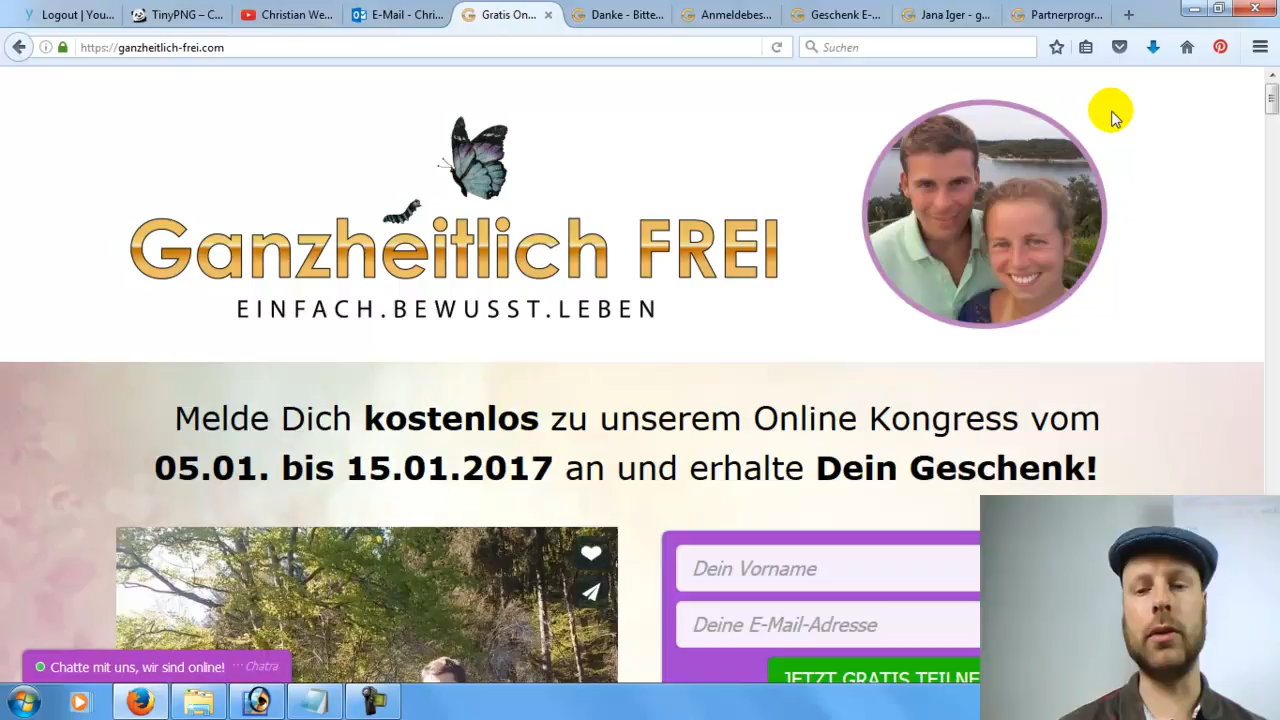 Logout | You...
TinyPNG – C...
Christian We...
E-Mail - Chri...
Gratis On...
Danke - Bitte...
Anmeldebes...
Geschenk E-...
Jana Iger - g...
Partnerprogr...
https://ganzheitlich-frei.com
Suchen
Ganzheitlich FREI
EINFACH.BEWUSST.LEBEN
Melde Dich kostenlos zu unserem Online Kongress vom
05.01. bis 15.01.2017 an und erhalte Dein Geschenk!
Dein Vorname
Deine E-Mail-Adresse
JETZT GRATIS TEILNE
Chatte mit uns, wir sind online!
Chatra